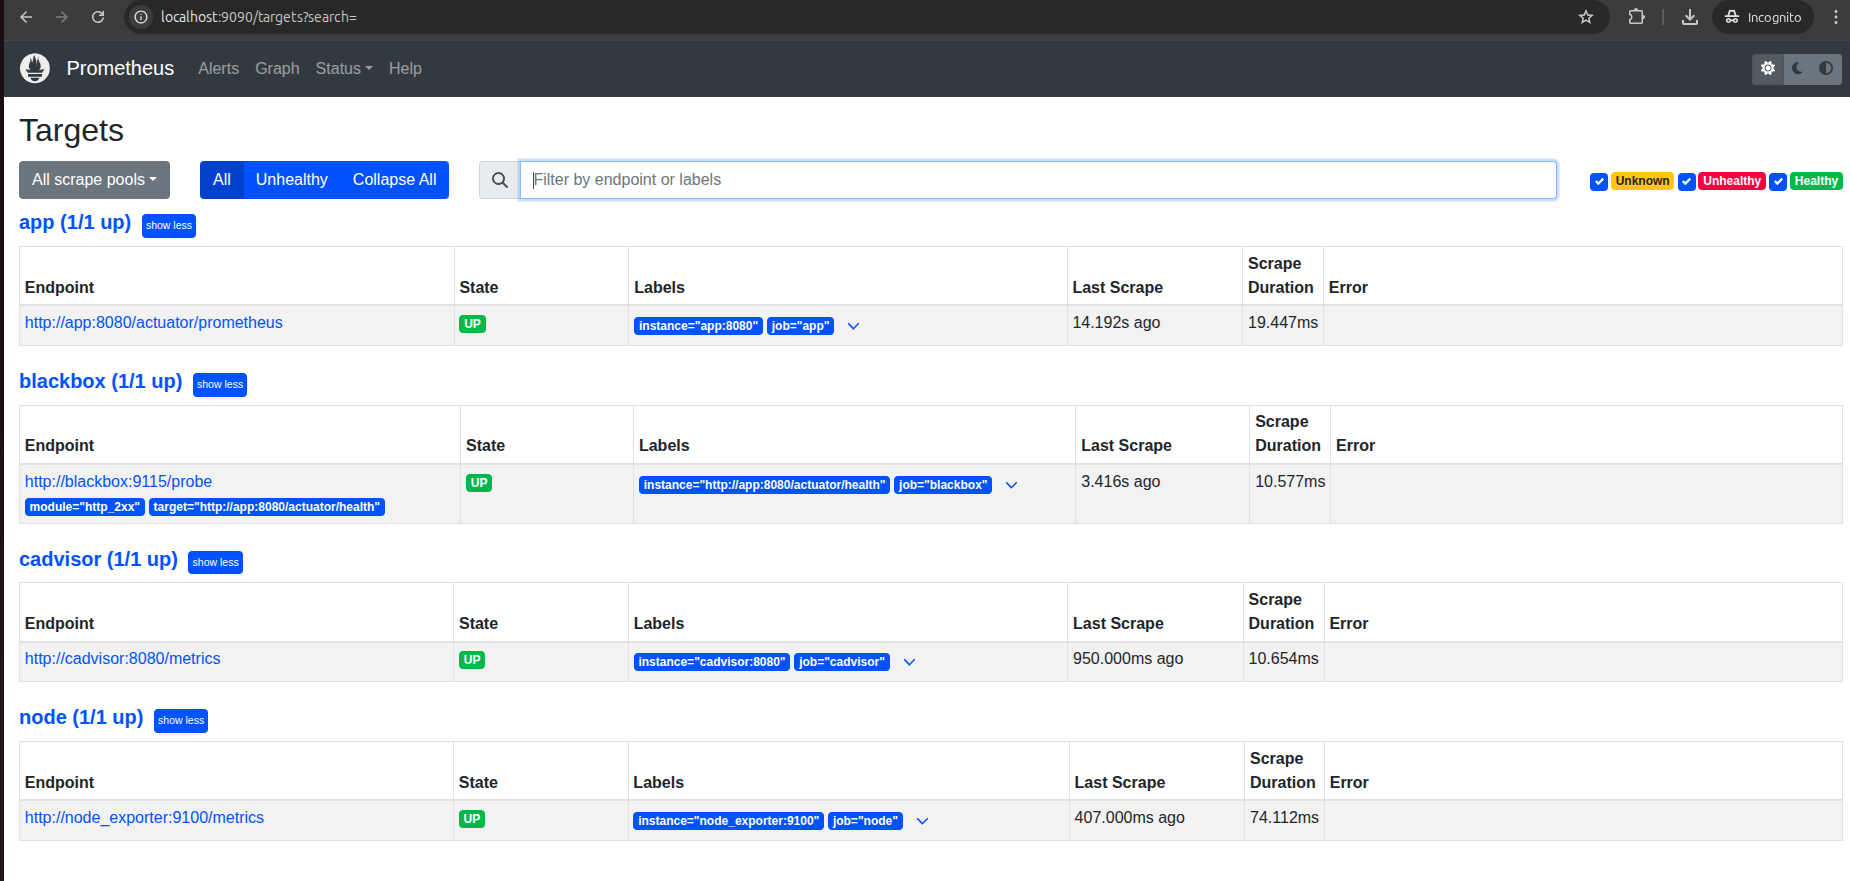 localhost:9090/targets?search=
Incognito
Prometheus Alerts Graph Status Help
Targets
All scrape pools All Unhealthy Collapse All Filter by endpoint or labels Unknown Unhealthy Healthy
app (1/1 up) show less
Endpoint State Labels Last Scrape Scrape Duration Error
http://app:8080/actuator/prometheus UP instance="app:8080" job="app" 14.192s ago 19.447ms
blackbox (1/1 up) show less
Endpoint State Labels Last Scrape Scrape Duration Error
http://blackbox:9115/probe UP instance="http://app:8080/actuator/health" job="blackbox" 3.416s ago 10.577ms
module="http_2xx" target="http://app:8080/actuator/health"
cadvisor (1/1 up) show less
Endpoint State Labels Last Scrape Scrape Duration Error
http://cadvisor:8080/metrics UP instance="cadvisor:8080" job="cadvisor" 950.000ms ago 10.654ms
node (1/1 up) show less
Endpoint State Labels Last Scrape Scrape Duration Error
http://node_exporter:9100/metrics UP instance="node_exporter:9100" job="node" 407.000ms ago 74.112ms